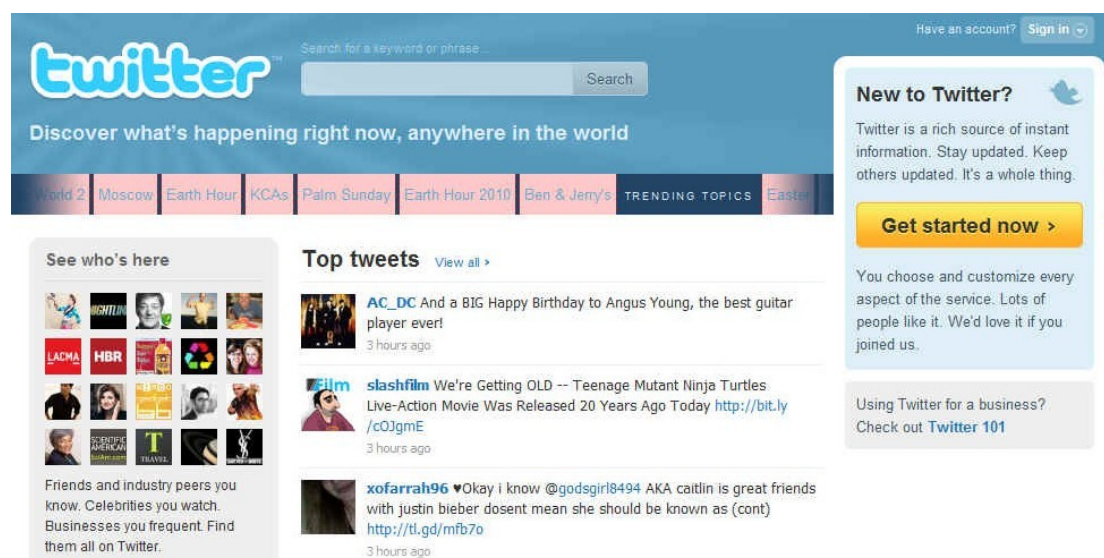 Have an account? Sign in
twitter™
Search for a keyword or phrase...
Search
Discover what's happening right now, anywhere in the world
World 2 Moscow Earth Hour KCAs Palm Sunday Earth Hour 2010 Ben & Jerry's TRENDING TOPICS Easter
See who's here
NIGHTLINE
LACMA
HBR
SCIENTIFIC
AMERICAN
SciAm.com
T
TRAVEL
Friends and industry peers you
know. Celebrities you watch.
Businesses you frequent. Find
them all on Twitter.
Top tweets View all ›
AC_DC And a BIG Happy Birthday to Angus Young, the best guitar
player ever!
3 hours ago
Film
slashfilm We're Getting OLD -- Teenage Mutant Ninja Turtles
Live-Action Movie Was Released 20 Years Ago Today http://bit.ly
/cOJgmE
3 hours ago
xofarrah96 ♥Okay i know @godsgirl8494 AKA caitlin is great friends
with justin bieber dosent mean she should be known as (cont)
http://tl.gd/mfb7o
3 hours ago
New to Twitter?
Twitter is a rich source of instant
information. Stay updated. Keep
others updated. It's a whole thing.
Get started now ›
You choose and customize every
aspect of the service. Lots of
people like it. We'd love it if you
joined us.
Using Twitter for a business?
Check out Twitter 101